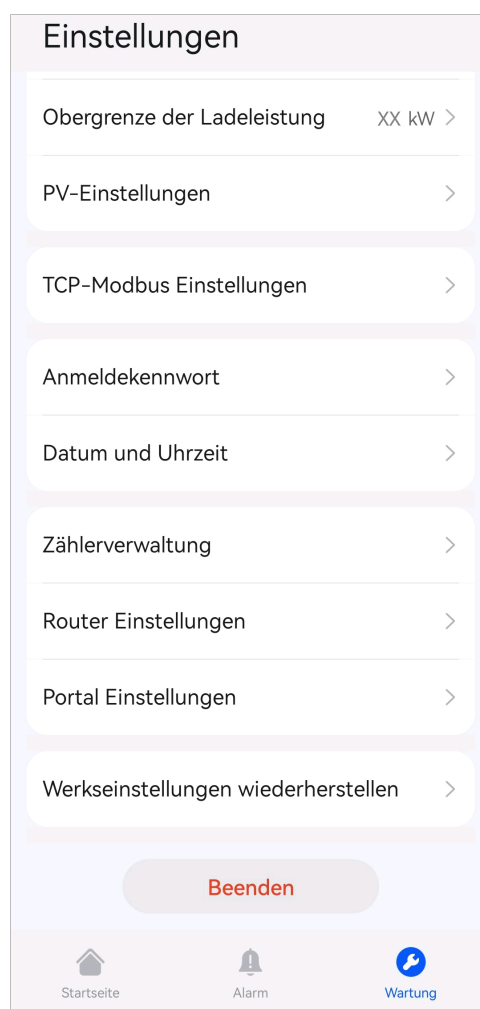 Einstellungen
Obergrenze der Ladeleistung XX kW
PV-Einstellungen
TCP-Modbus Einstellungen
Anmeldekennwort
Datum und Uhrzeit
Zählerverwaltung
Router Einstellungen
Portal Einstellungen
Werkseinstellungen wiederherstellen
Beenden
Startseite Alarm Wartung